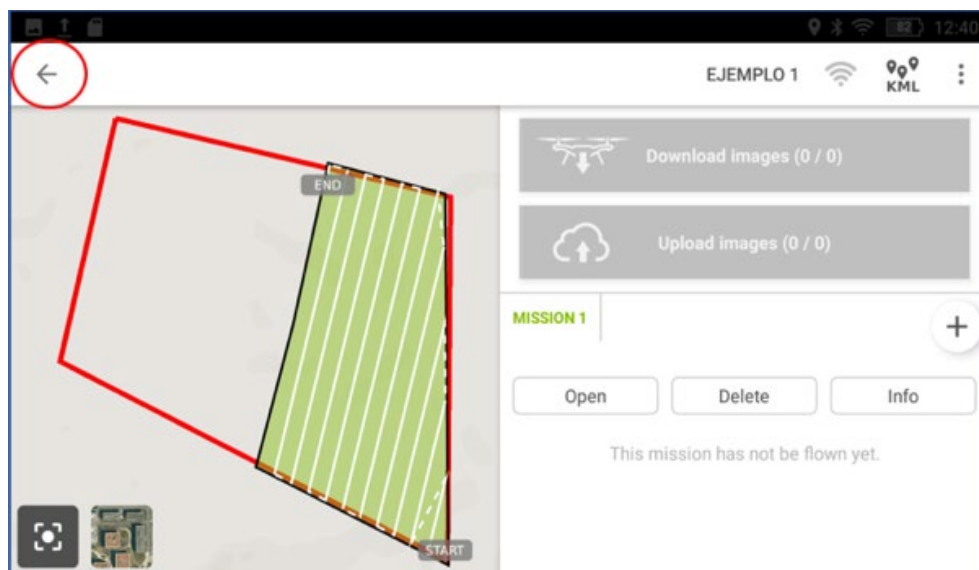 82 12:40
EJEMPLO 1
KML
Download images (0 / 0)
END
Upload images (0 / 0)
MISSION 1
+
Open Delete Info
This mission has not be flown yet.
START